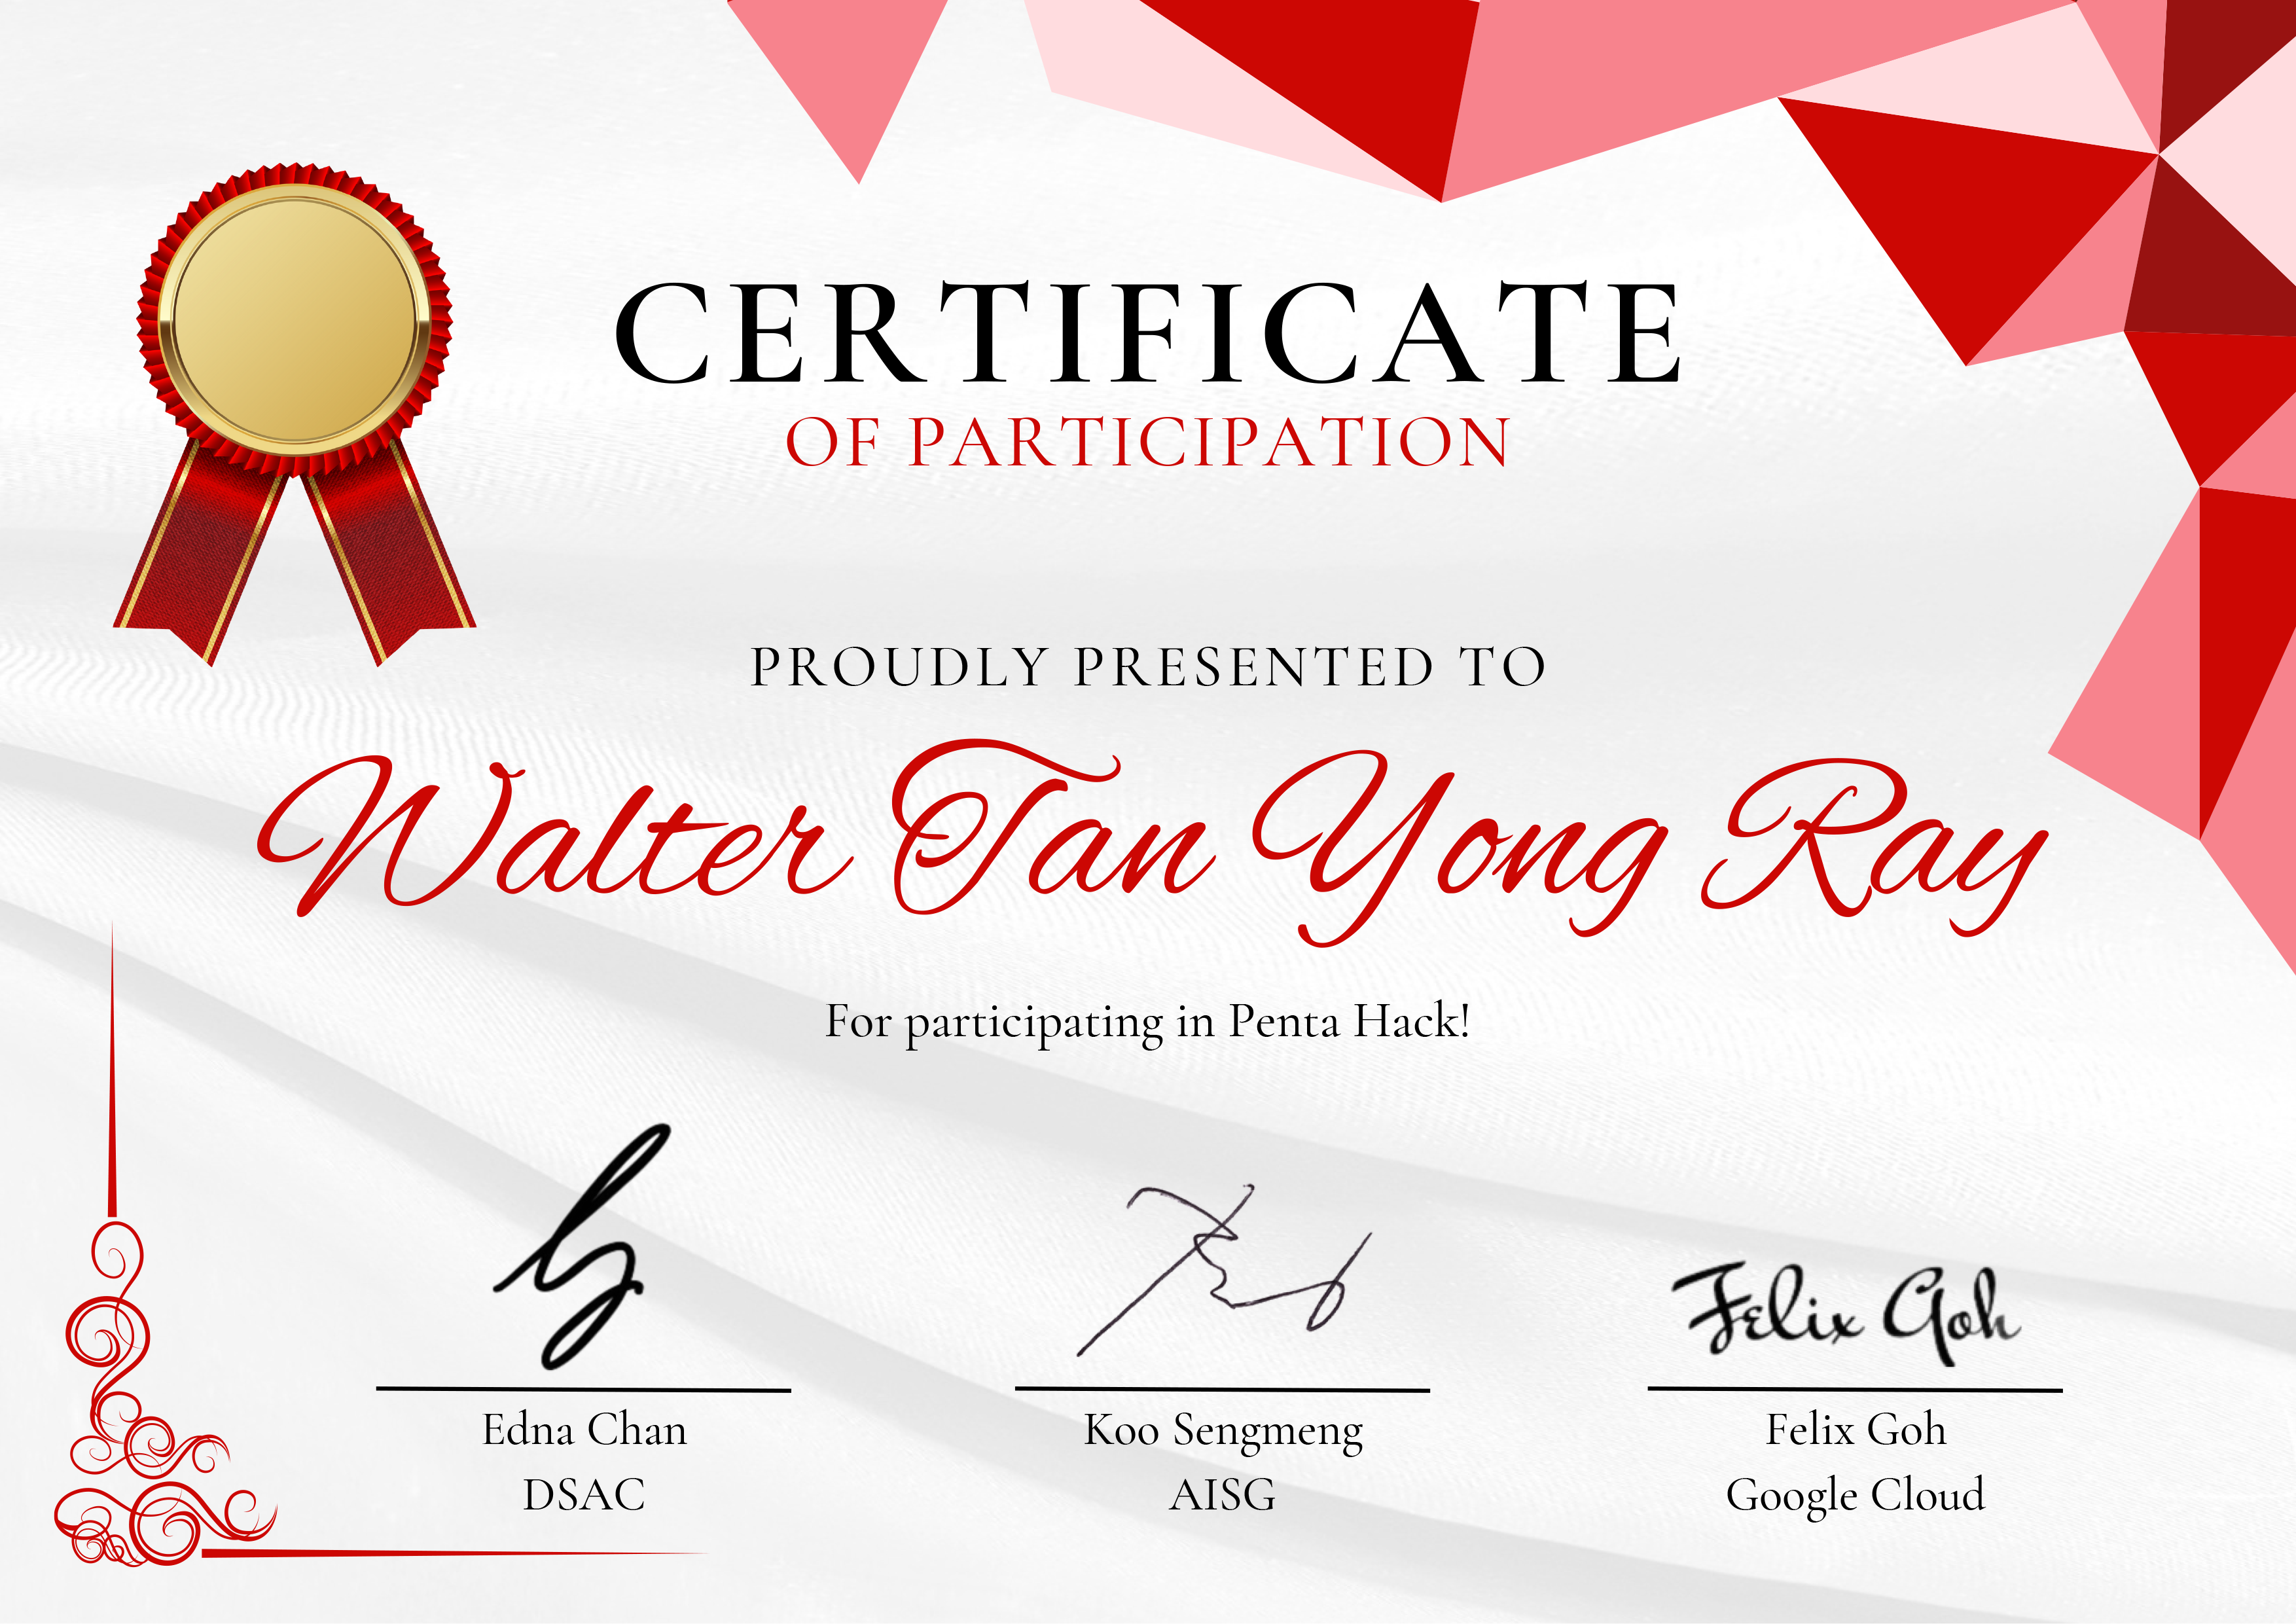 CERTIFICATE
OF PARTICIPATION
PROUDLY PRESENTED TO
Walter Tan Yong Ray
For participating in Penta Hack!
Felix Goh
Edna Chan
Koo Sengmeng
Felix Goh
DSAC
AISG
Google Cloud